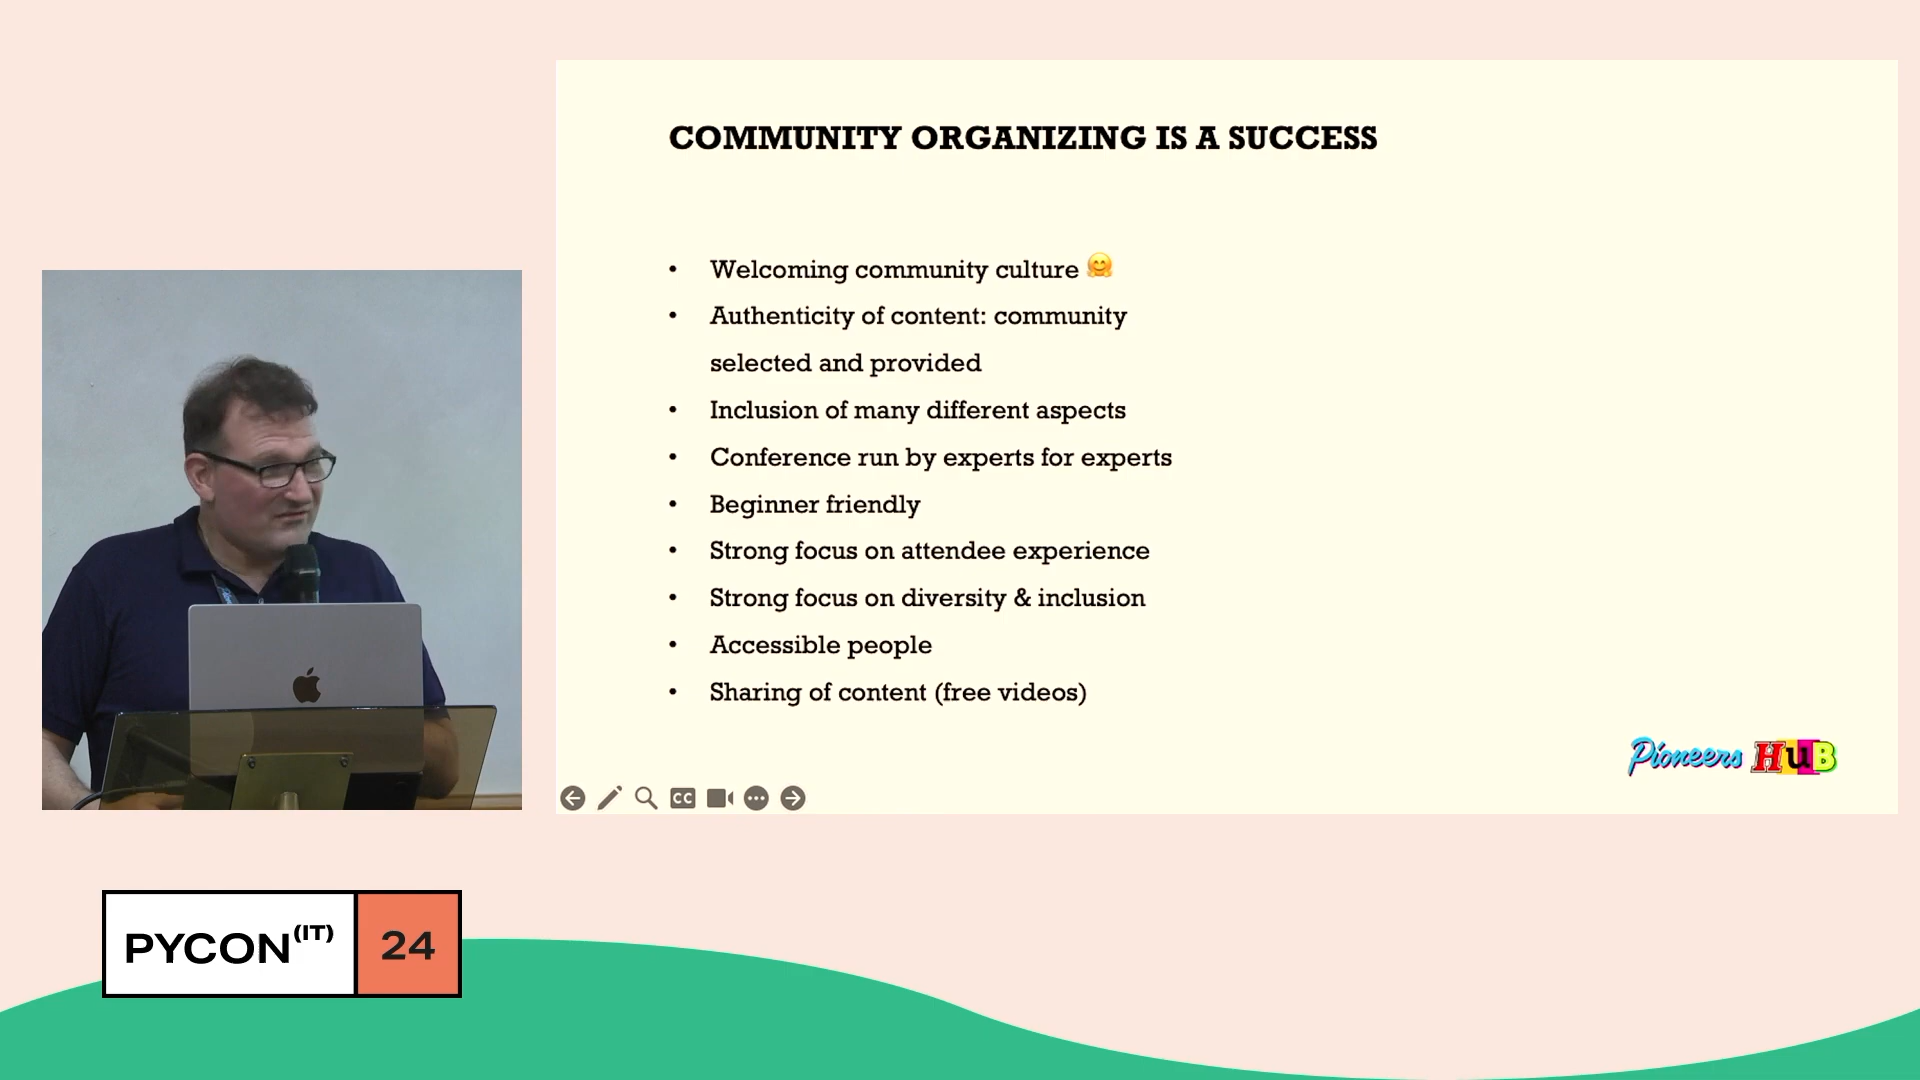 COMMUNITY ORGANIZING IS A SUCCESS
• Welcoming community culture 🤗
• Authenticity of content: community
selected and provided
• Inclusion of many different aspects
• Conference run by experts for experts
• Beginner friendly
• Strong focus on attendee experience
• Strong focus on diversity & inclusion
• Accessible people
• Sharing of content (free videos)
Pioneers HuB
CC
PYCON(IT) 24